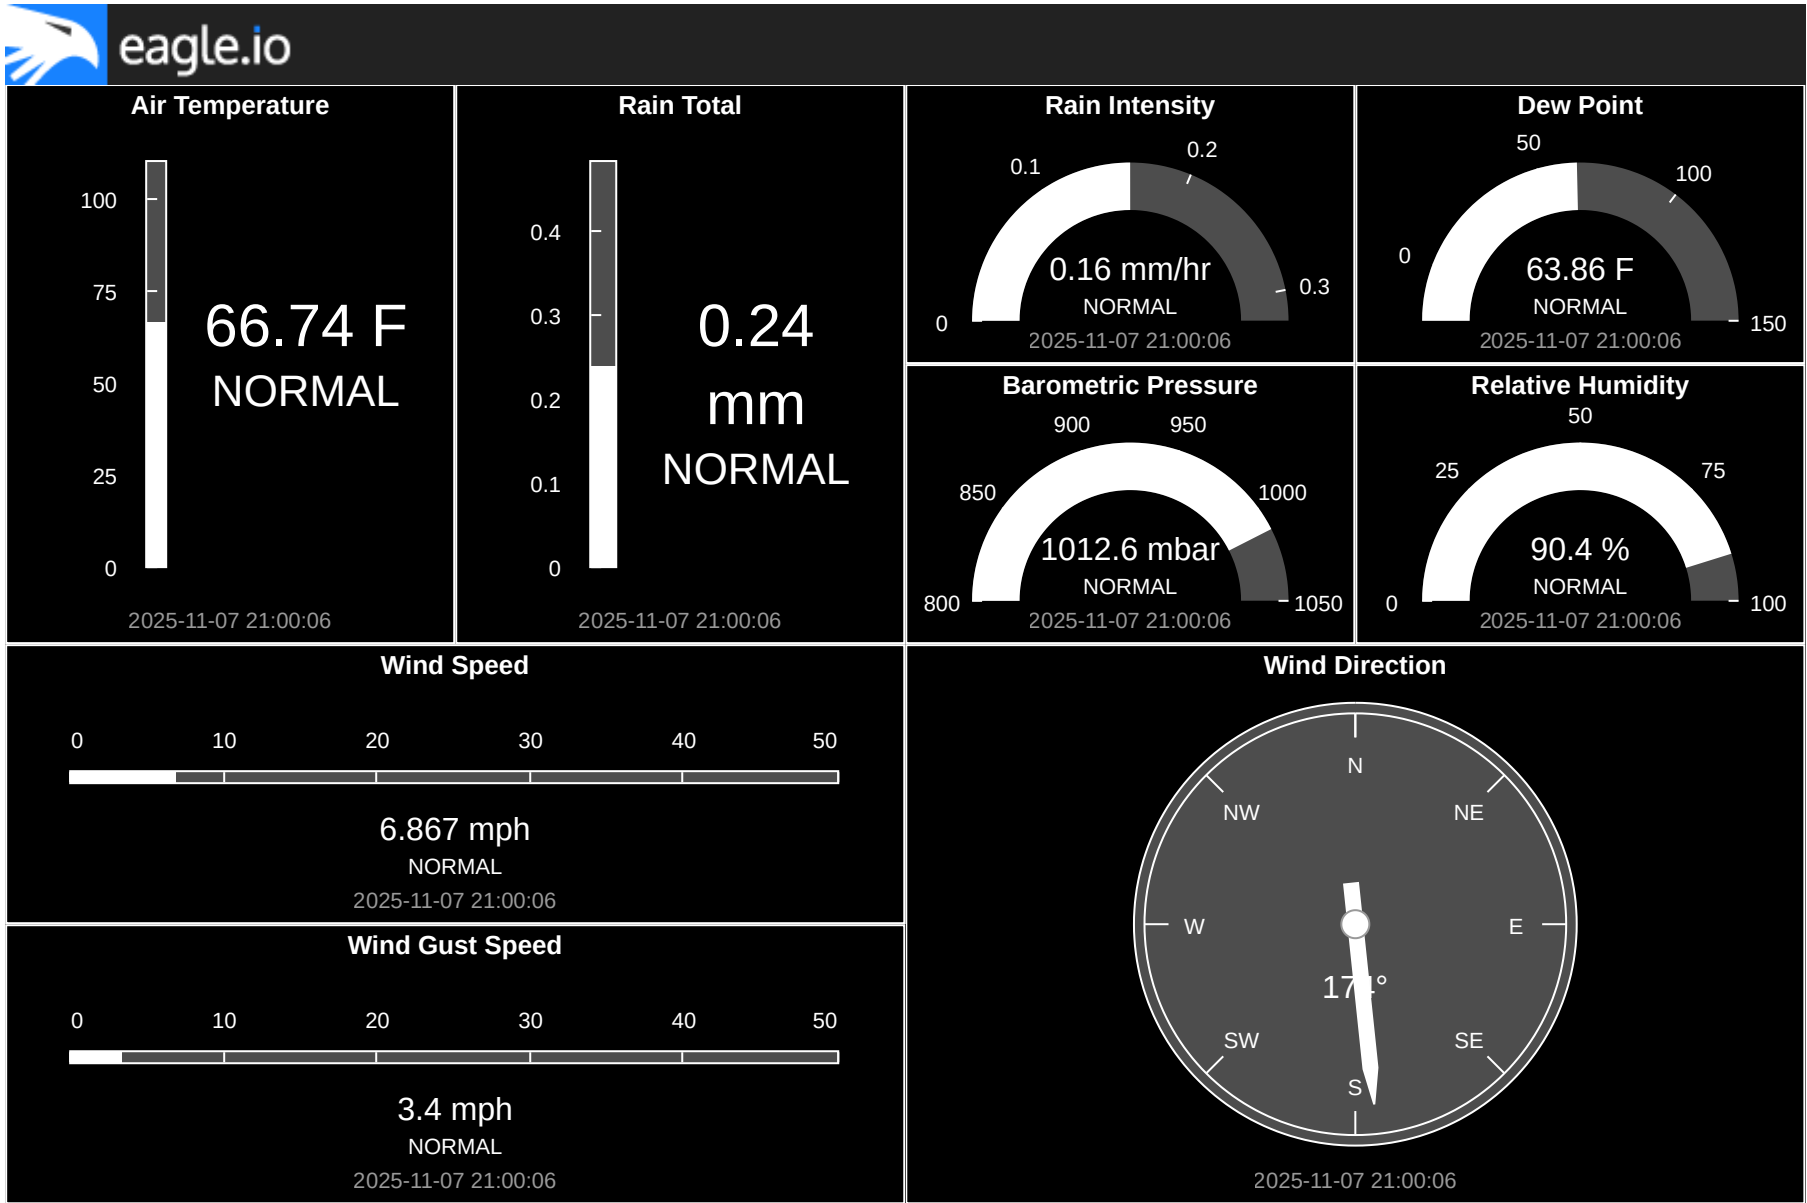 eagle.io
Air Temperature
100
75
50
25
0
66.74 F
NORMAL
2025-11-07 21:00:06
Rain Total
0.4
0.3
0.2
0.1
0
0.24
mm
NORMAL
2025-11-07 21:00:06
Rain Intensity
0
0.1
0.2
0.3
0.16 mm/hr
NORMAL
2025-11-07 21:00:06
Dew Point
0
50
100
150
63.86 F
NORMAL
2025-11-07 21:00:06
Barometric Pressure
800
850
900
950
1000
1050
1012.6 mbar
NORMAL
2025-11-07 21:00:06
Relative Humidity
0
25
50
75
100
90.4 %
NORMAL
2025-11-07 21:00:06
Wind Speed
0 10 20 30 40 50
6.867 mph
NORMAL
2025-11-07 21:00:06
Wind Gust Speed
0 10 20 30 40 50
3.4 mph
NORMAL
2025-11-07 21:00:06
Wind Direction
N
NW NE
W E
174°
SW SE
S
2025-11-07 21:00:06